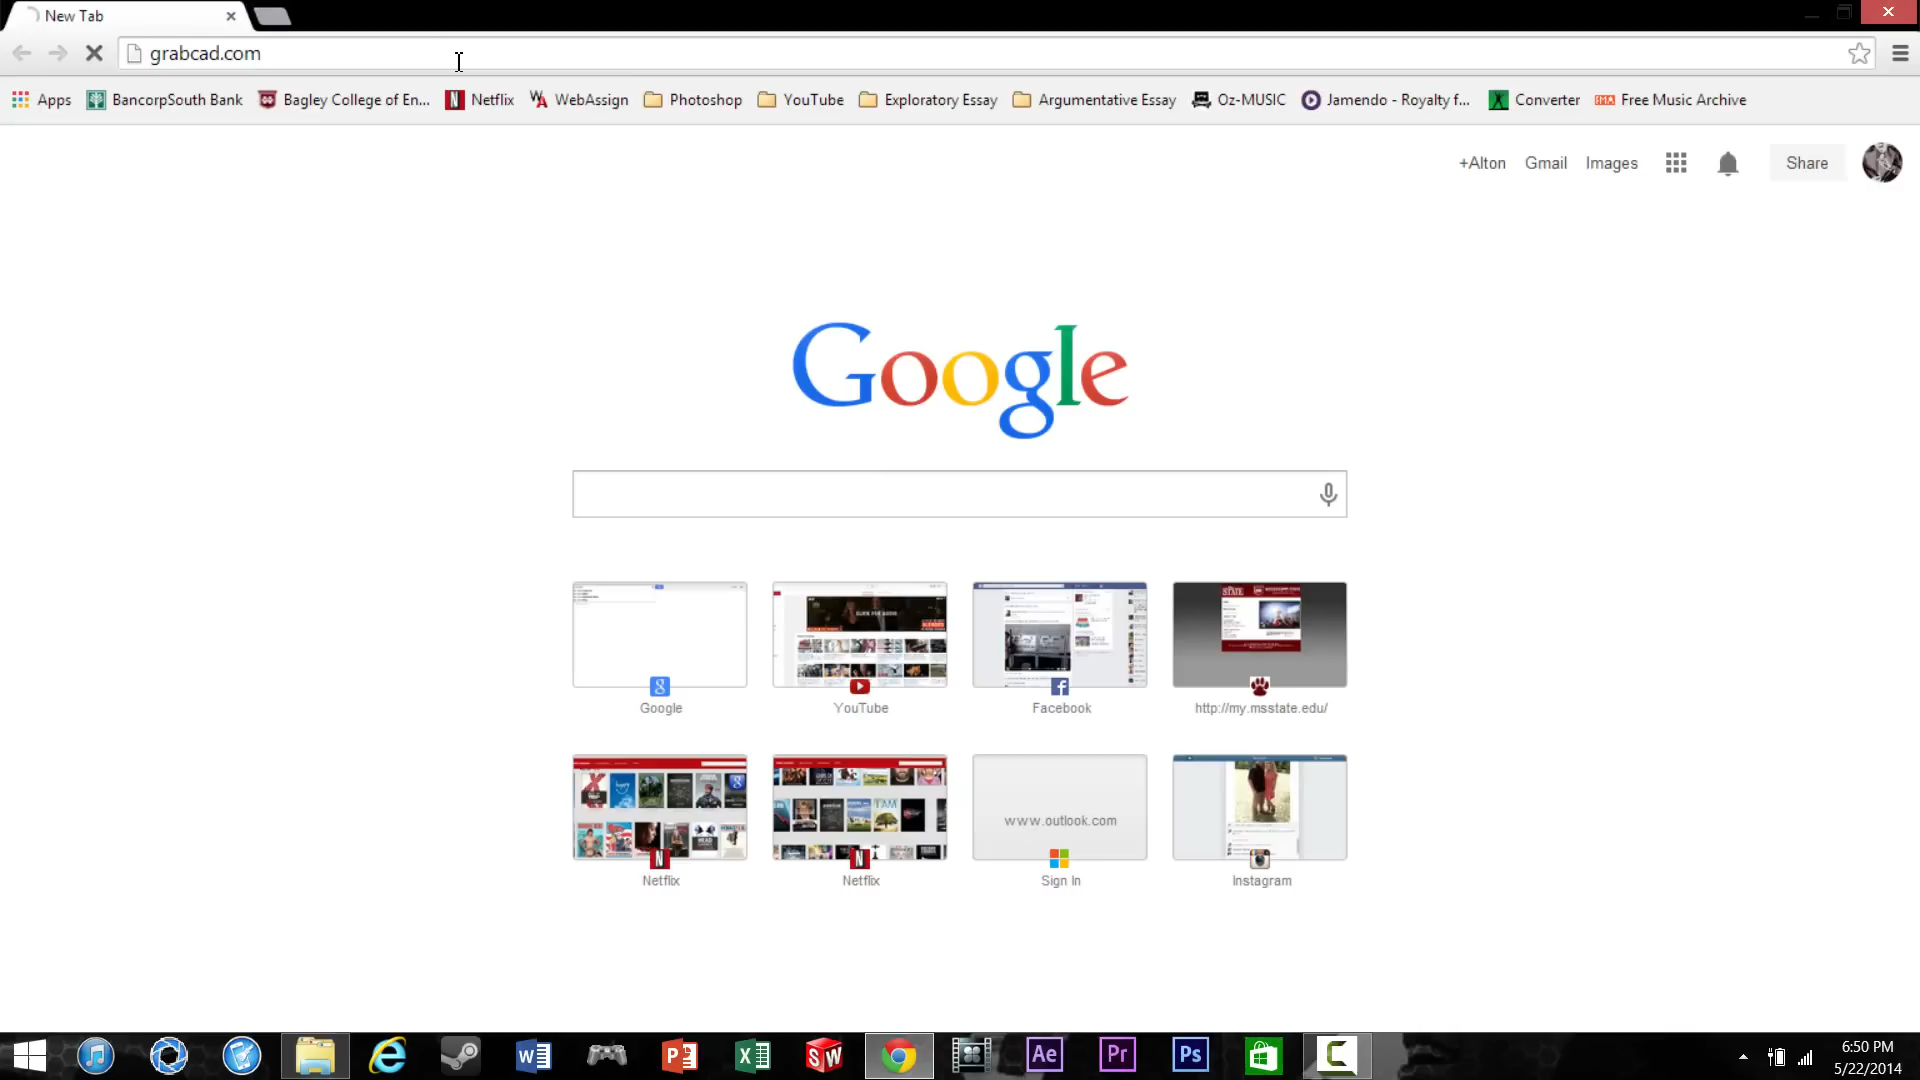 New Tab
grabcad.com
Apps BancorpSouth Bank Bagley College of En... Netflix WebAssign Photoshop YouTube Exploratory Essay Argumentative Essay Oz-MUSIC Jamendo - Royalty f... Converter Free Music Archive
+Alton Gmail Images Share
Google
Google YouTube Facebook http://my.msstate.edu/
www.outlook.com
Netflix Netflix Sign In Instagram
6:50 PM
5/22/2014